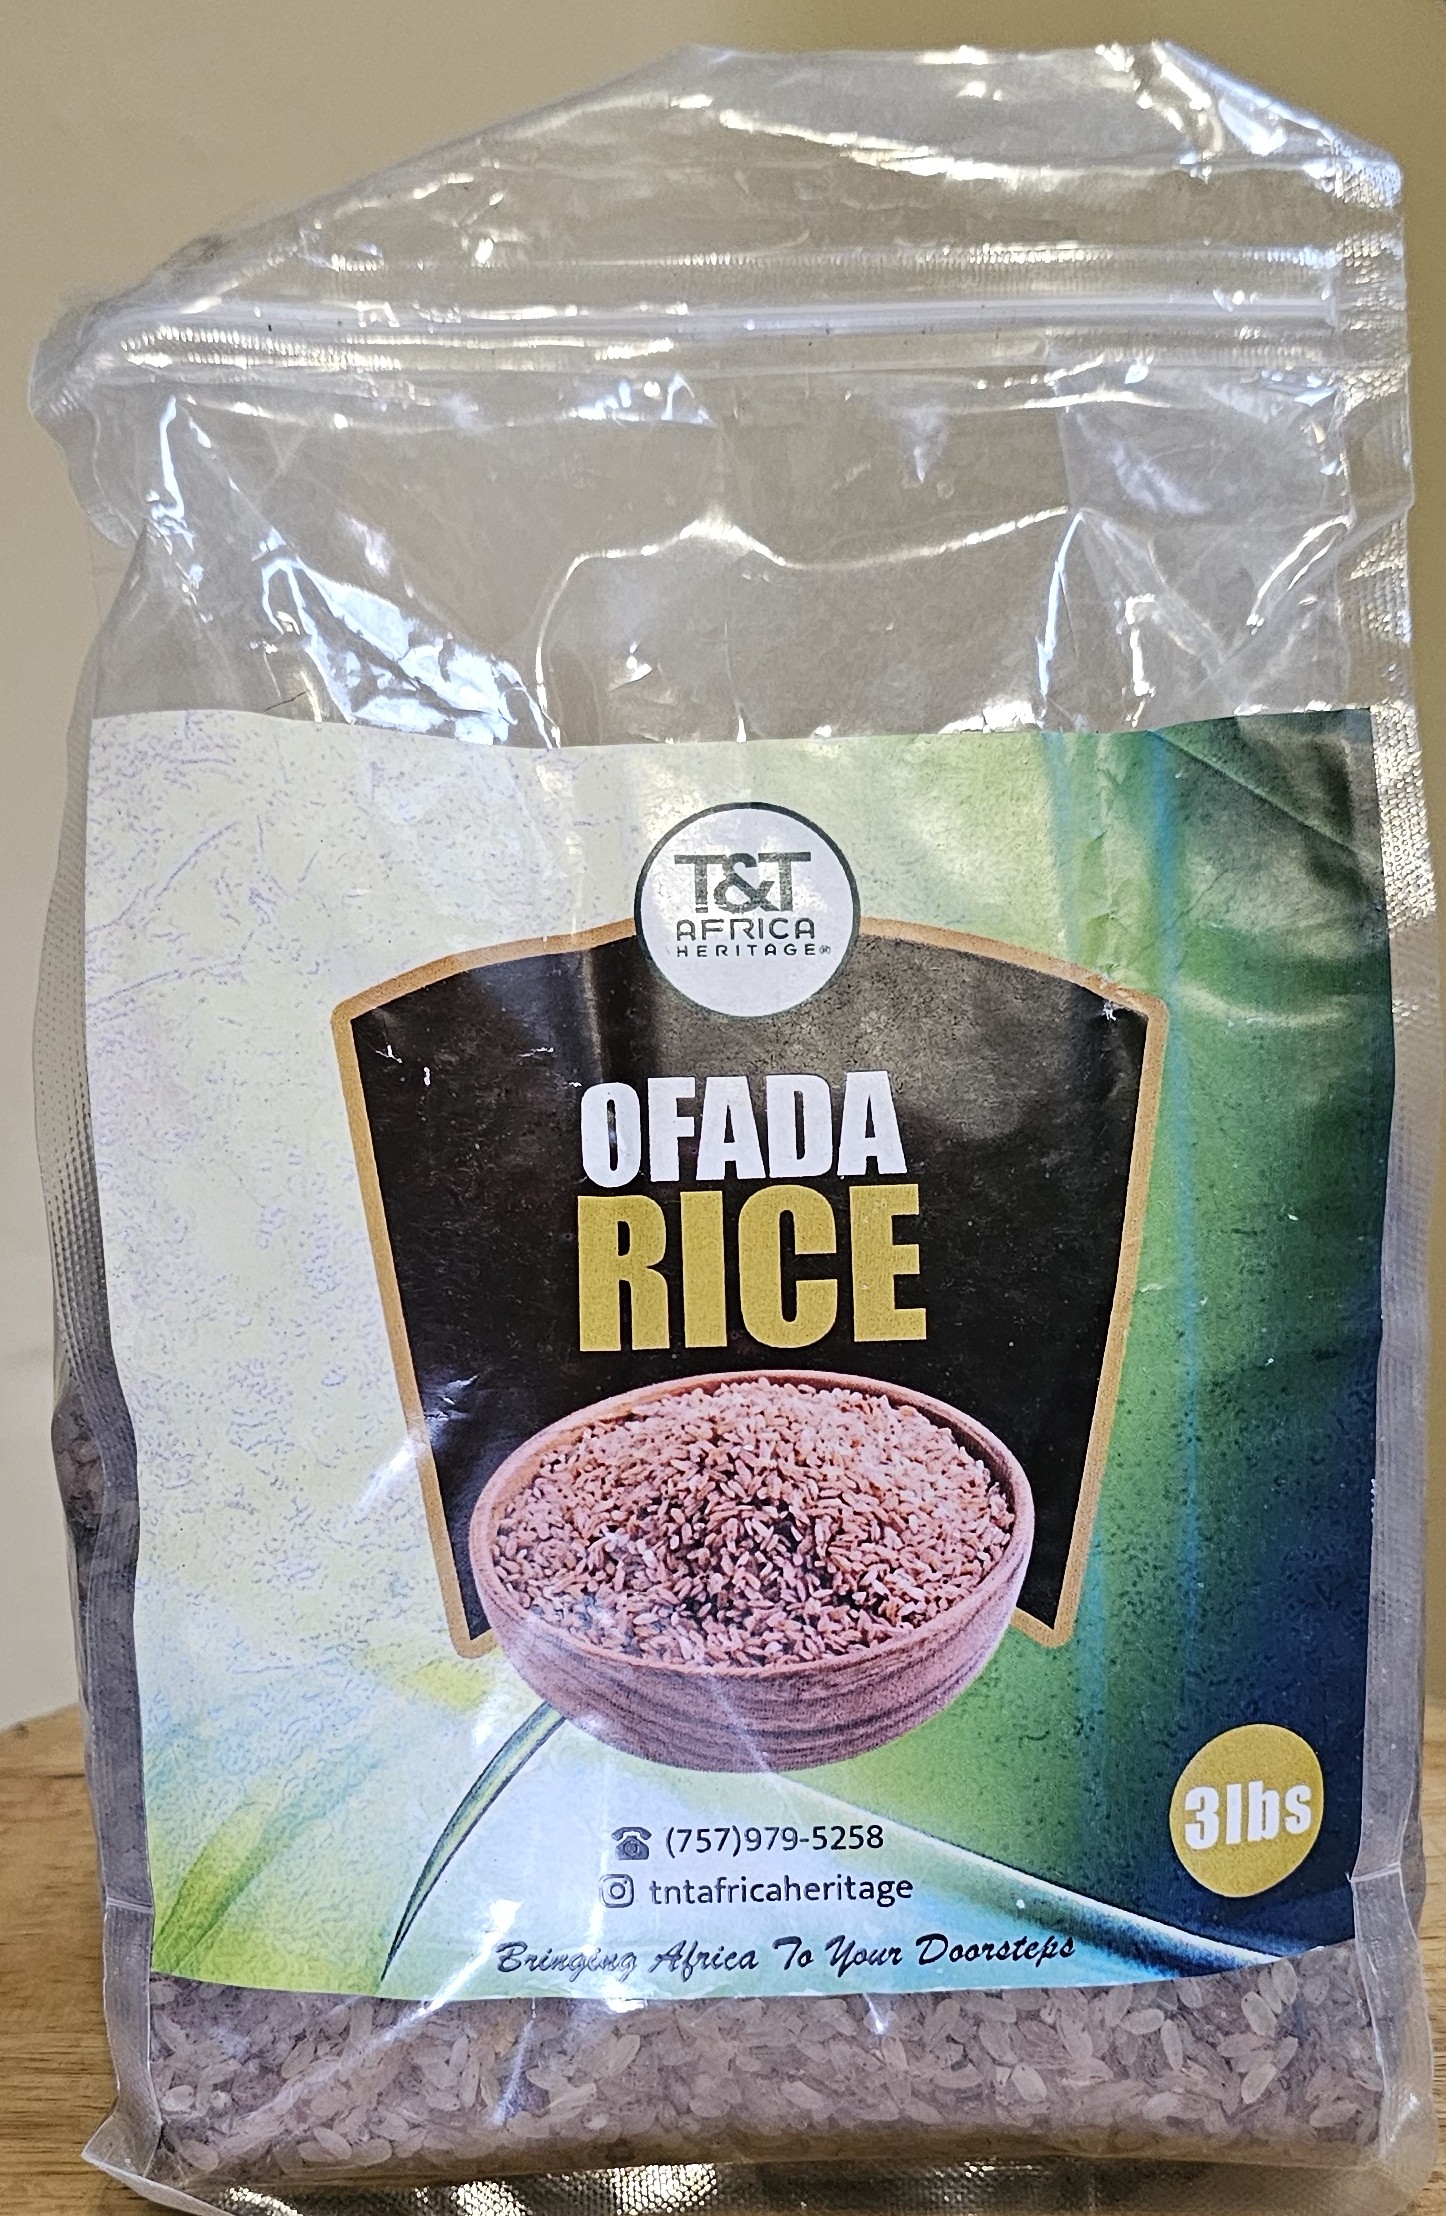 T&T
AFRICA
HERITAGE®
OFADA
RICE
3lbs
(757)979-5258
tntafricaheritage
Bringing Africa To Your Doorsteps